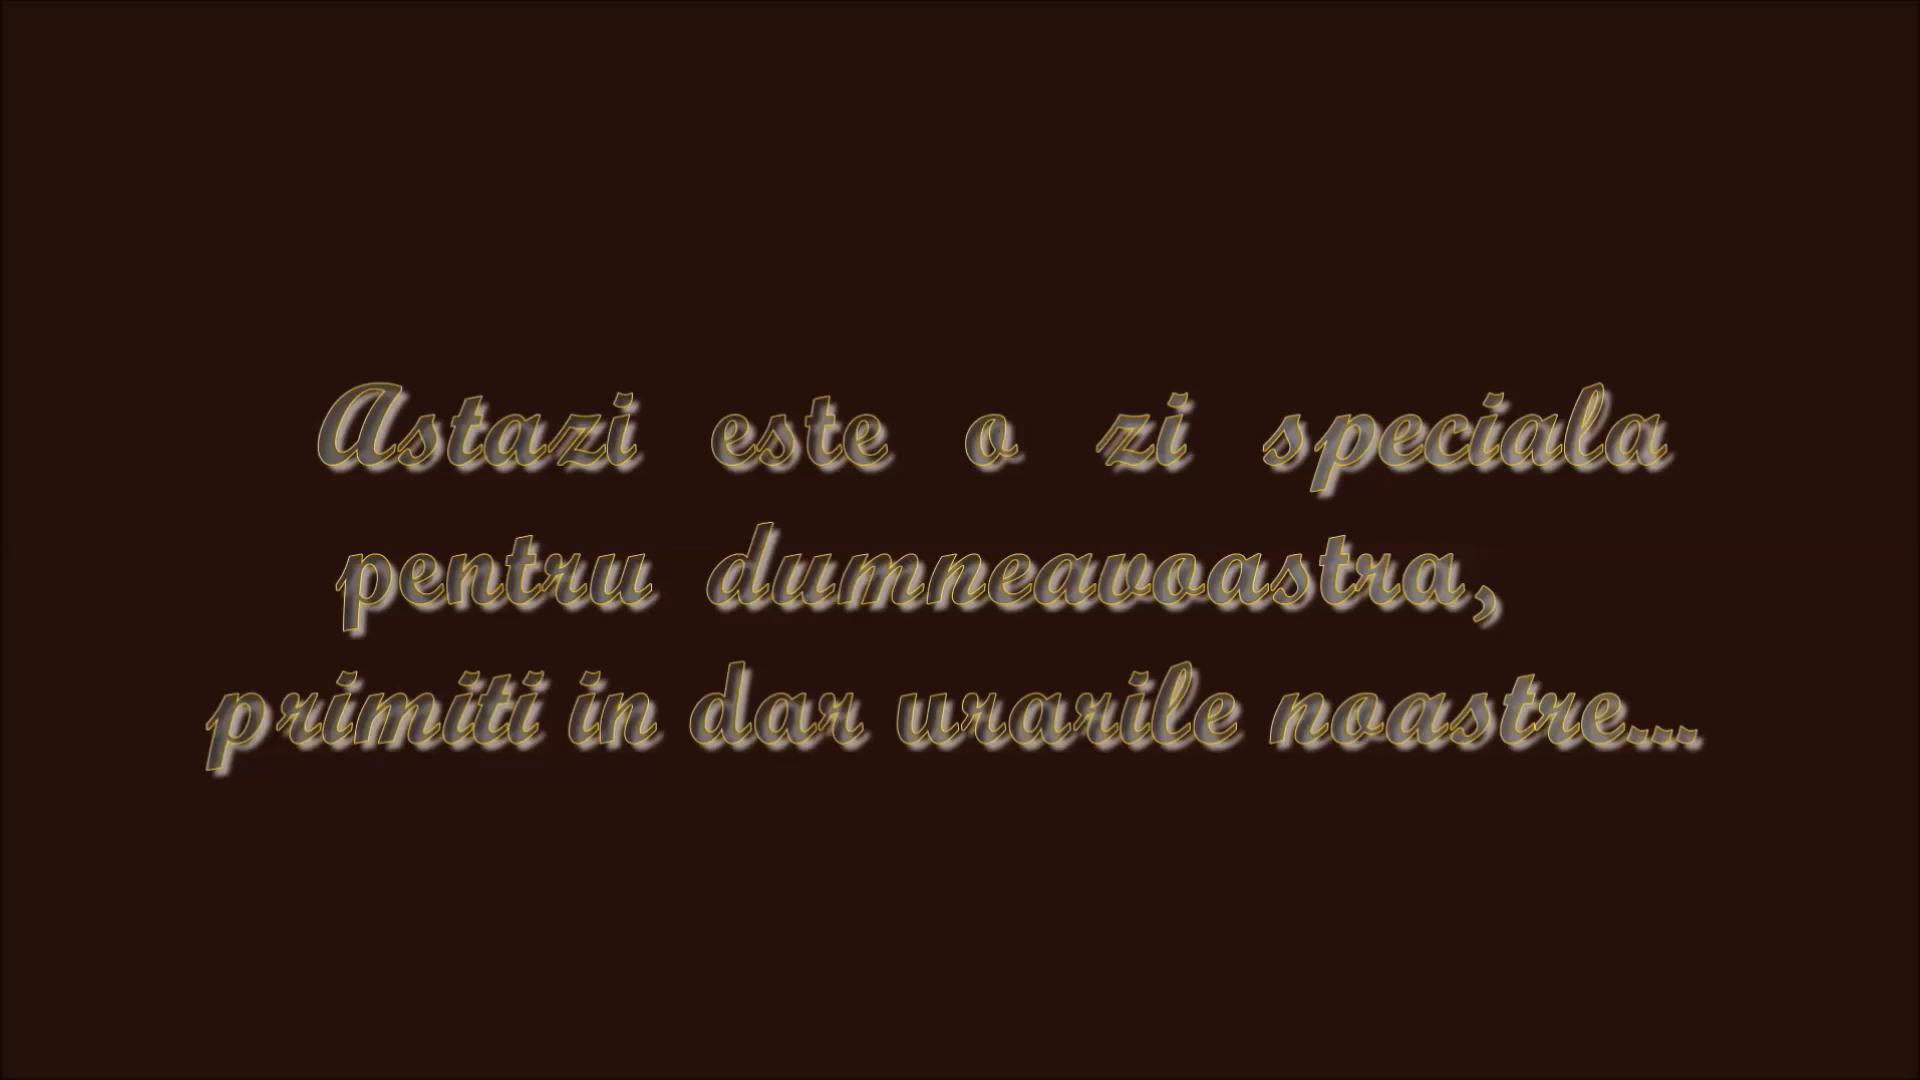 Astazi este o zi speciala
pentru dumneavoastra,
primiti in dar urarile noastre...